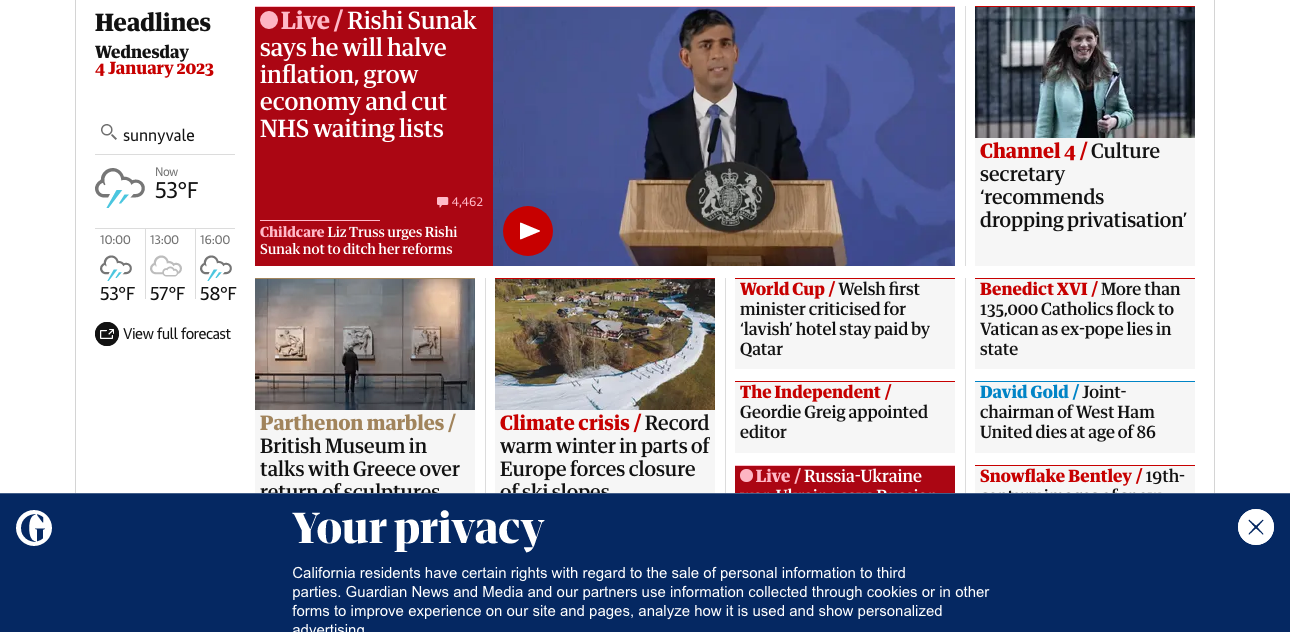 Headlines
Wednesday
4 January 2023
sunnyvale
Now
53°F
10:00
13:00
16:00
53°F
57°F
58°F
View full forecast
Live / Rishi Sunak
says he will halve
inflation, grow
economy and cut
NHS waiting lists
4,462
Childcare Liz Truss urges Rishi
Sunak not to ditch her reforms
Channel 4 / Culture
secretary
‘recommends
dropping privatisation’
Parthenon marbles /
British Museum in
talks with Greece over
return of sculptures
Climate crisis / Record
warm winter in parts of
Europe forces closure
of ski slopes
World Cup / Welsh first
minister criticised for
‘lavish’ hotel stay paid by
Qatar
The Independent /
Geordie Greig appointed
editor
Live / Russia-Ukraine
Benedict XVI / More than
135,000 Catholics flock to
Vatican as ex-pope lies in
state
David Gold / Joint-
chairman of West Ham
United dies at age of 86
Snowflake Bentley / 19th-
G
Your privacy
California residents have certain rights with regard to the sale of personal information to third
parties. Guardian News and Media and our partners use information collected through cookies or in other
forms to improve experience on our site and pages, analyze how it is used and show personalized
advertising.